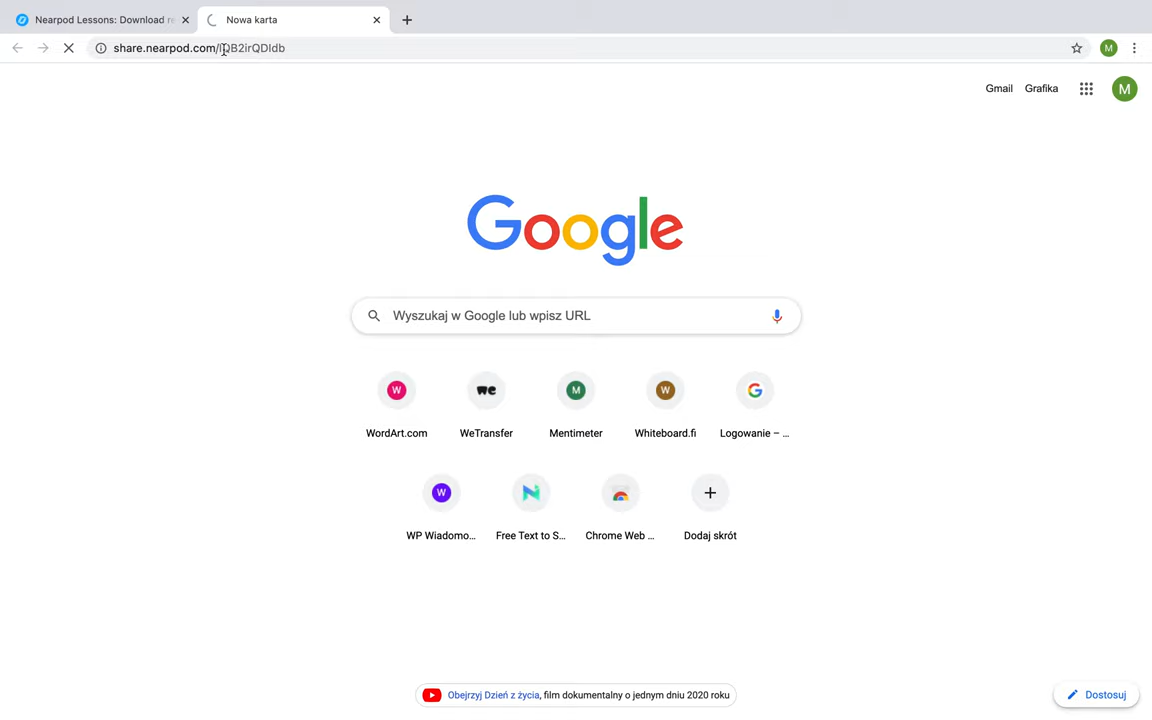 Nearpod Lessons: Download re
Nowa karta
share.nearpod.com/
M
Gmail
Grafika
M
Google
Wyszukaj w Google lub wpisz URL
W
we
M
W
G
WordArt.com
WeTransfer
Mentimeter
Whiteboard.fi
Logowanie – ...
W
N
WP Wiadomo...
Free Text to S...
Chrome Web ...
Dodaj skrót
Obejrzyj Dzień z życia, film dokumentalny o jednym dniu 2020 roku
Dostosuj